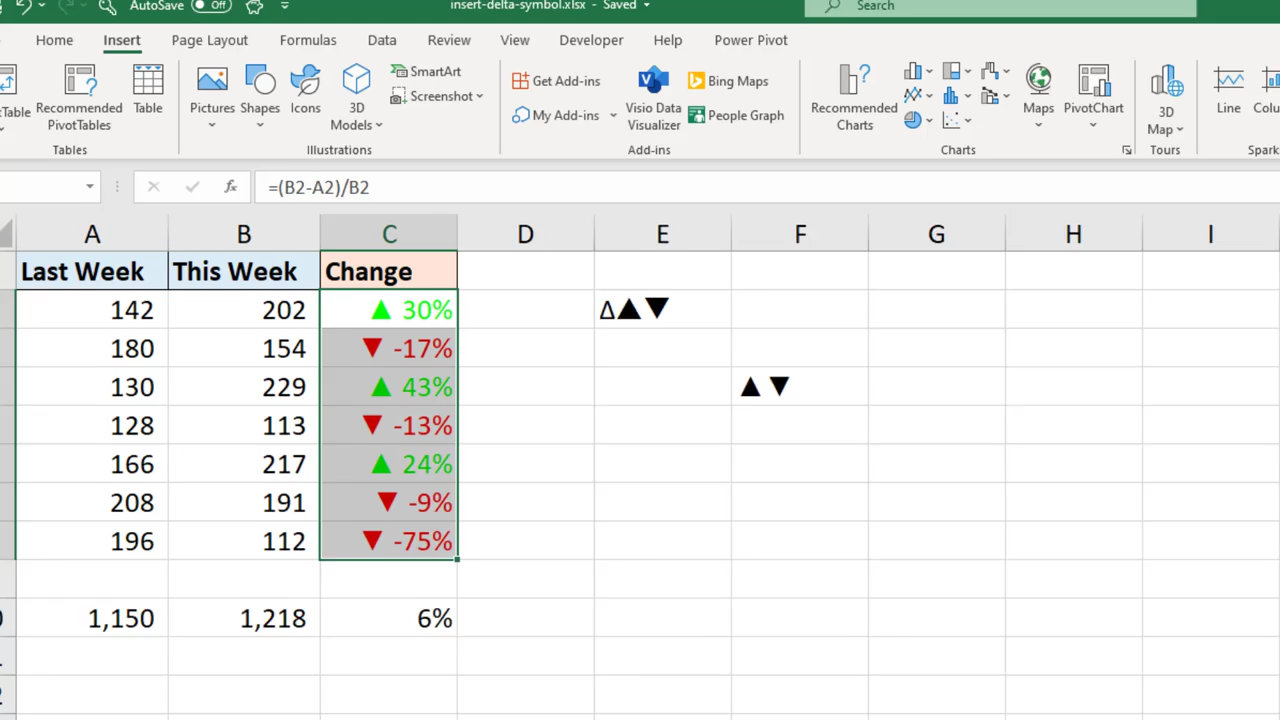 AutoSave Off insert-delta-symbol.xlsx - Saved Search
Home Insert Page Layout Formulas Data Review View Developer Help Power Pivot
Table
Recommended
PivotTables
Table
Tables
Pictures
Shapes
Icons
3D
Models
SmartArt
Screenshot
Illustrations
Get Add-ins
My Add-ins
Visio Data
Visualizer
Bing Maps
People Graph
Add-ins
Recommended
Charts
Maps
PivotChart
Charts
3D
Map
Tours
Line
Colu
Spark
fx =(B2-A2)/B2
A B C D E F G H I
Last Week This Week Change
142 202 ▲ 30% Δ▲▼
180 154 ▼ -17%
130 229 ▲ 43% ▲▼
128 113 ▼ -13%
166 217 ▲ 24%
208 191 ▼ -9%
196 112 ▼ -75%
1,150 1,218 6%